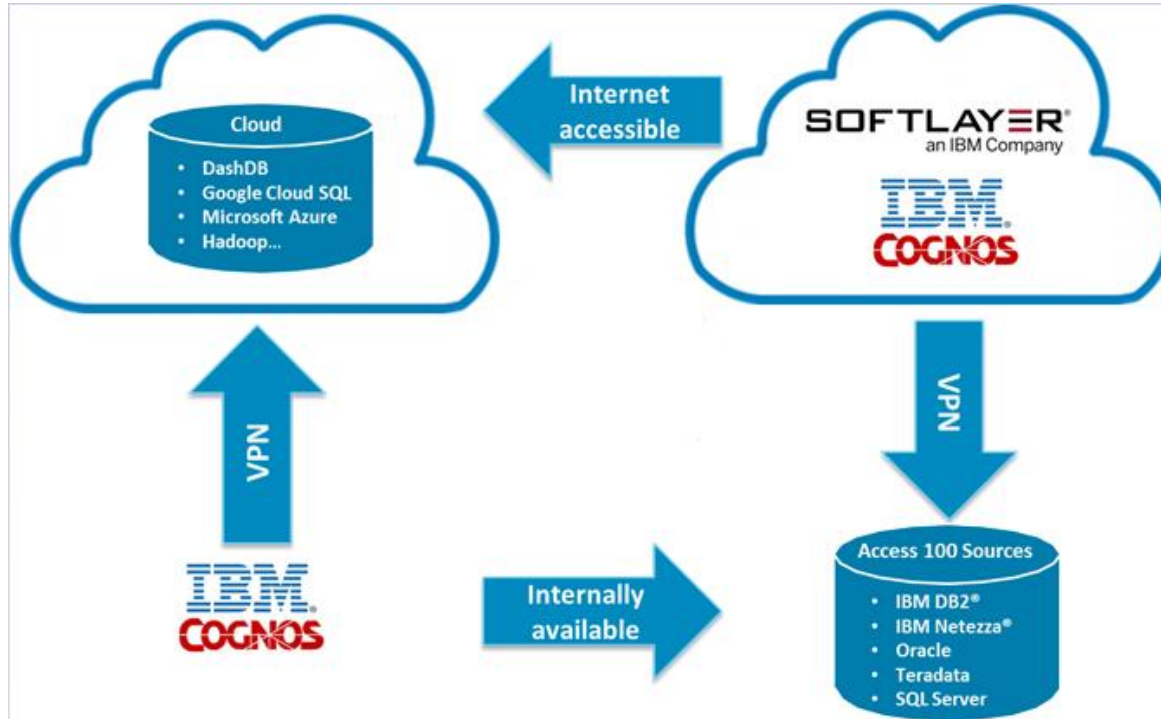 Cloud
• DashDB
• Google Cloud SQL
• Microsoft Azure
• Hadoop...
Internet
accessible
SOFTLAYER®
an IBM Company
IBM®
COGNOS
VPN
VPN
IBM®
COGNOS
Internally
available
Access 100 Sources
• IBM DB2®
• IBM Netezza®
• Oracle
• Teradata
• SQL Server